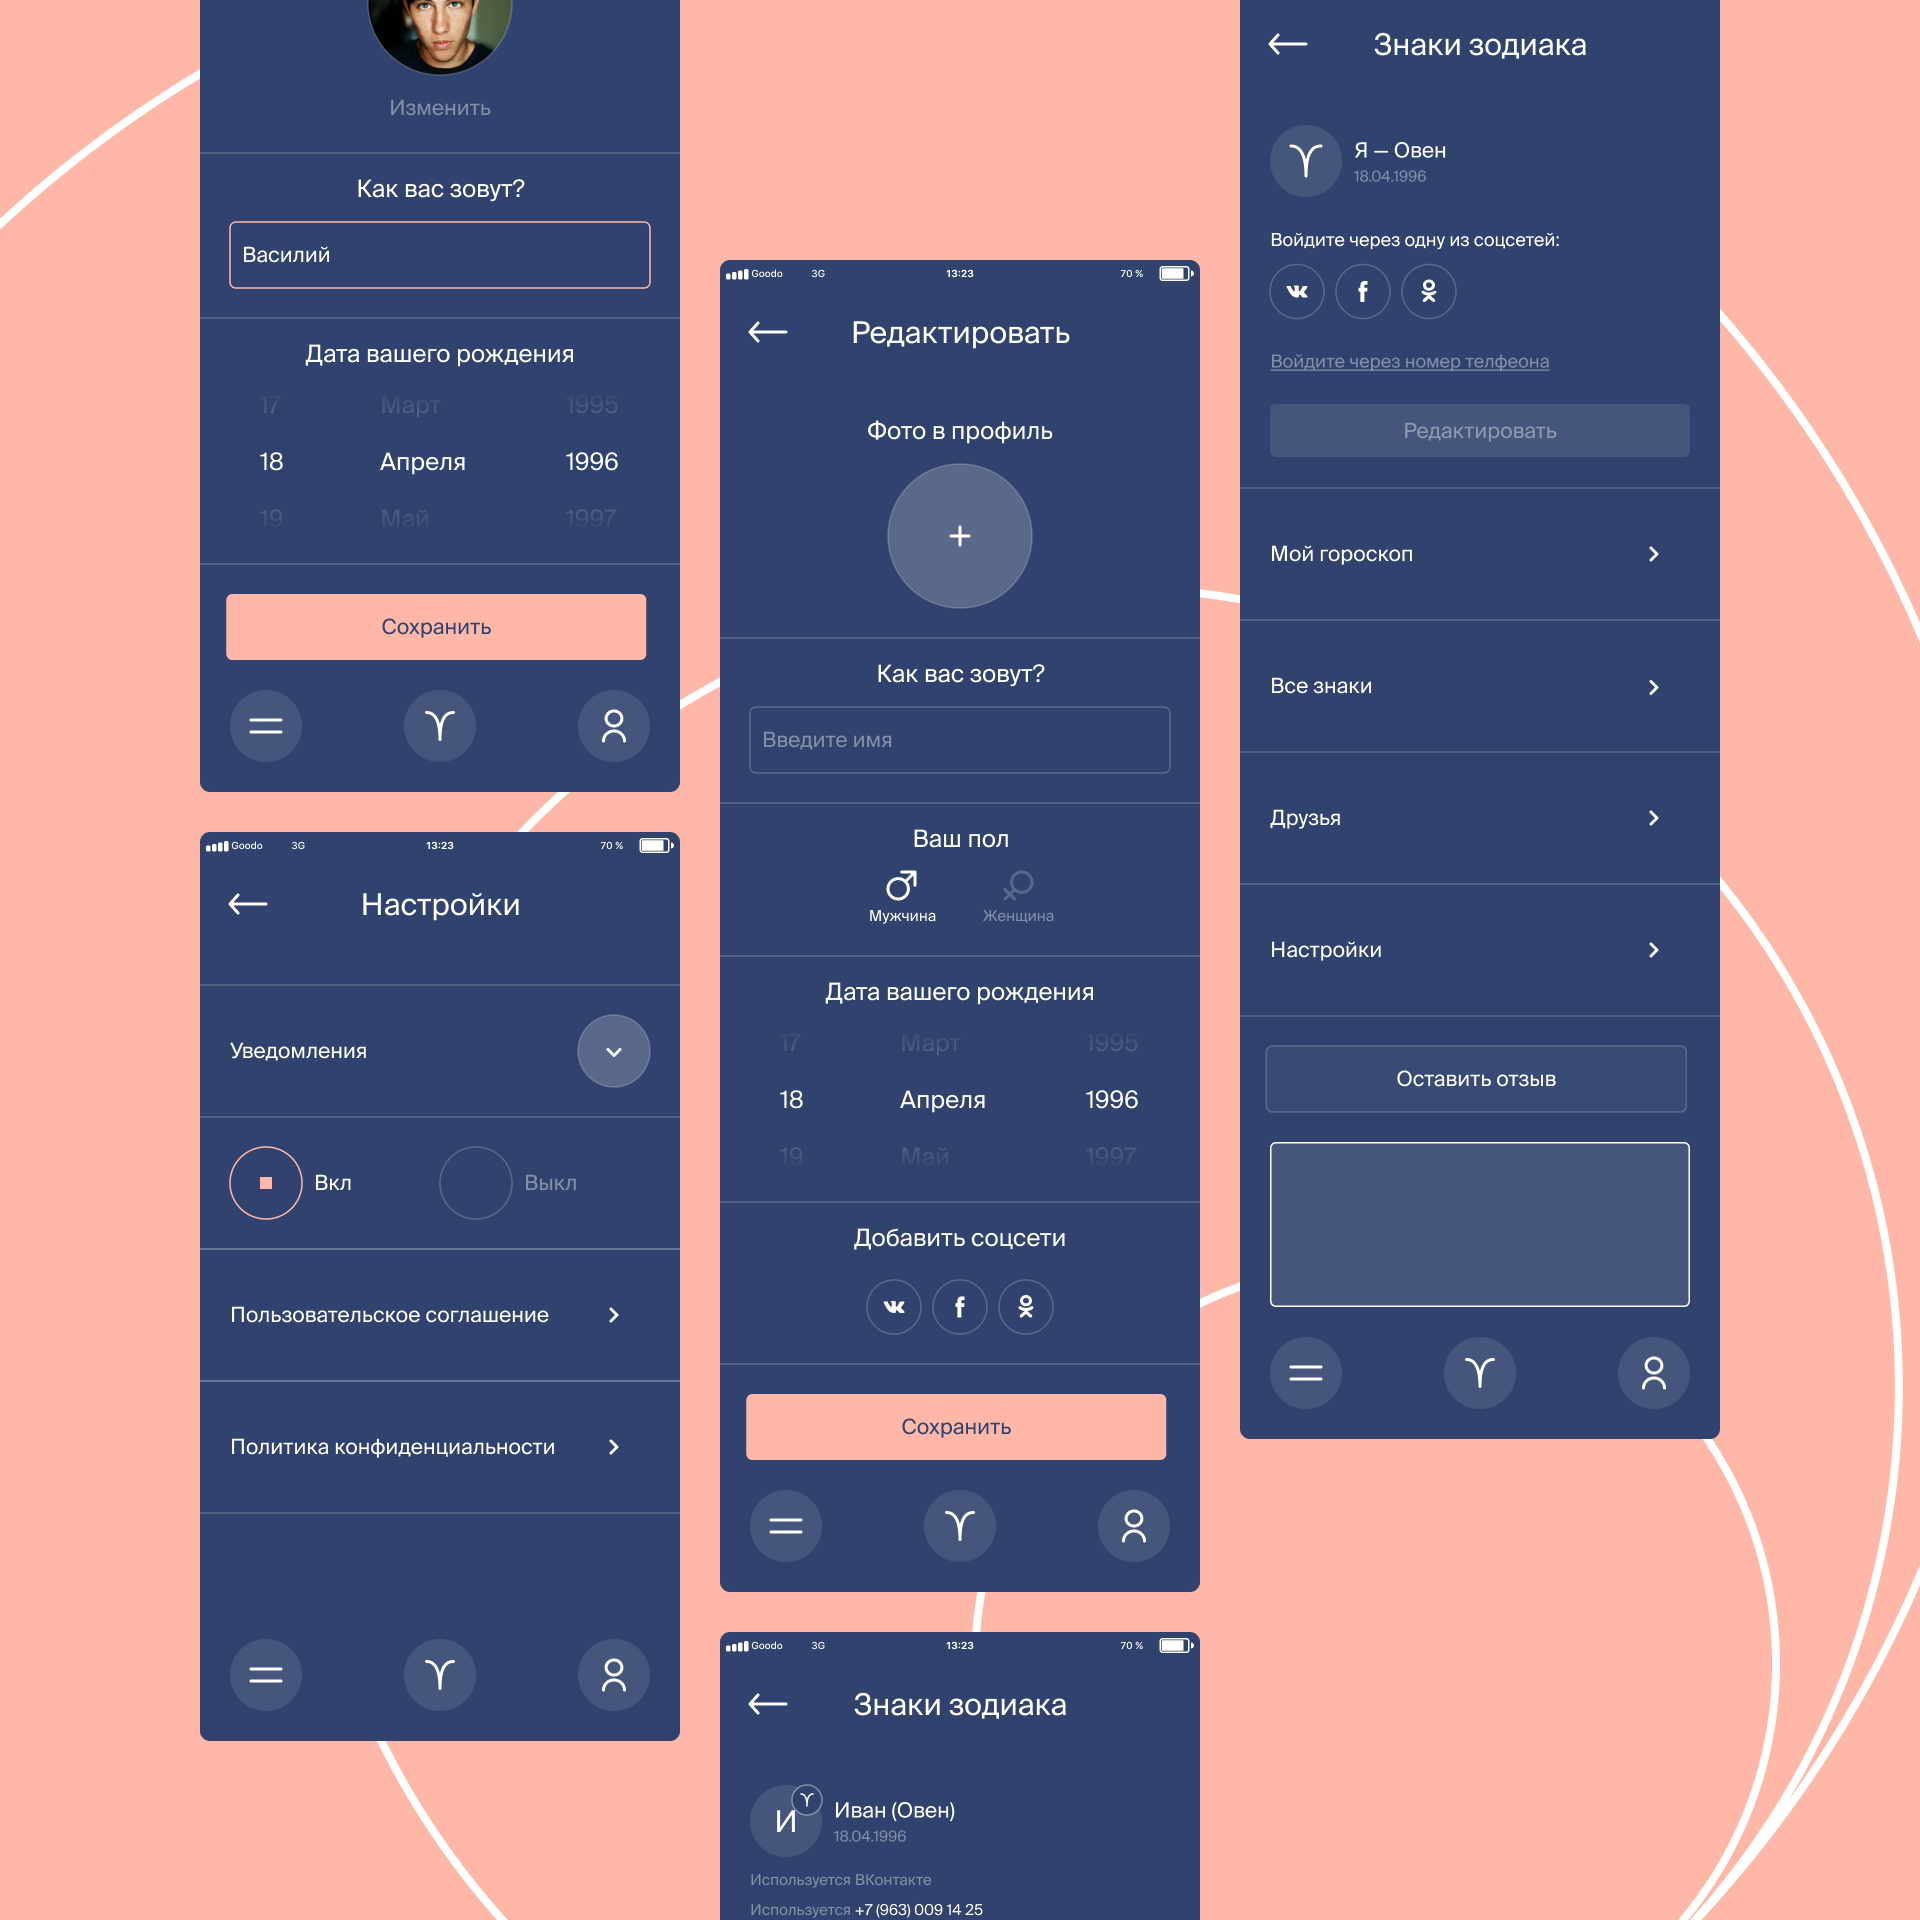 Изменить
Как вас зовут?
Василий
Дата вашего рождения
17 Март 1995
18 Апреля 1996
19 Май 1997
Сохранить
Goodo 3G 13:23 70 %
Настройки
Уведомления
Вкл Выкл
Пользовательское соглашение
Политика конфиденциальности
Goodo 3G 13:23 70 %
Редактировать
Фото в профиль
Как вас зовут?
Введите имя
Ваш пол
Мужчина Женщина
Дата вашего рождения
17 Март 1995
18 Апреля 1996
19 Май 1997
Добавить соцсети
Сохранить
Goodo 3G 13:23 70 %
Знаки зодиака
И
Иван (Овен)
18.04.1996
Используется ВКонтакте
Используется +7 (963) 009 14 25
Знаки зодиака
Я — Овен
18.04.1996
Войдите через одну из соцсетей:
Войдите через номер телфеона
Редактировать
Мой гороскоп
Все знаки
Друзья
Настройки
Оставить отзыв